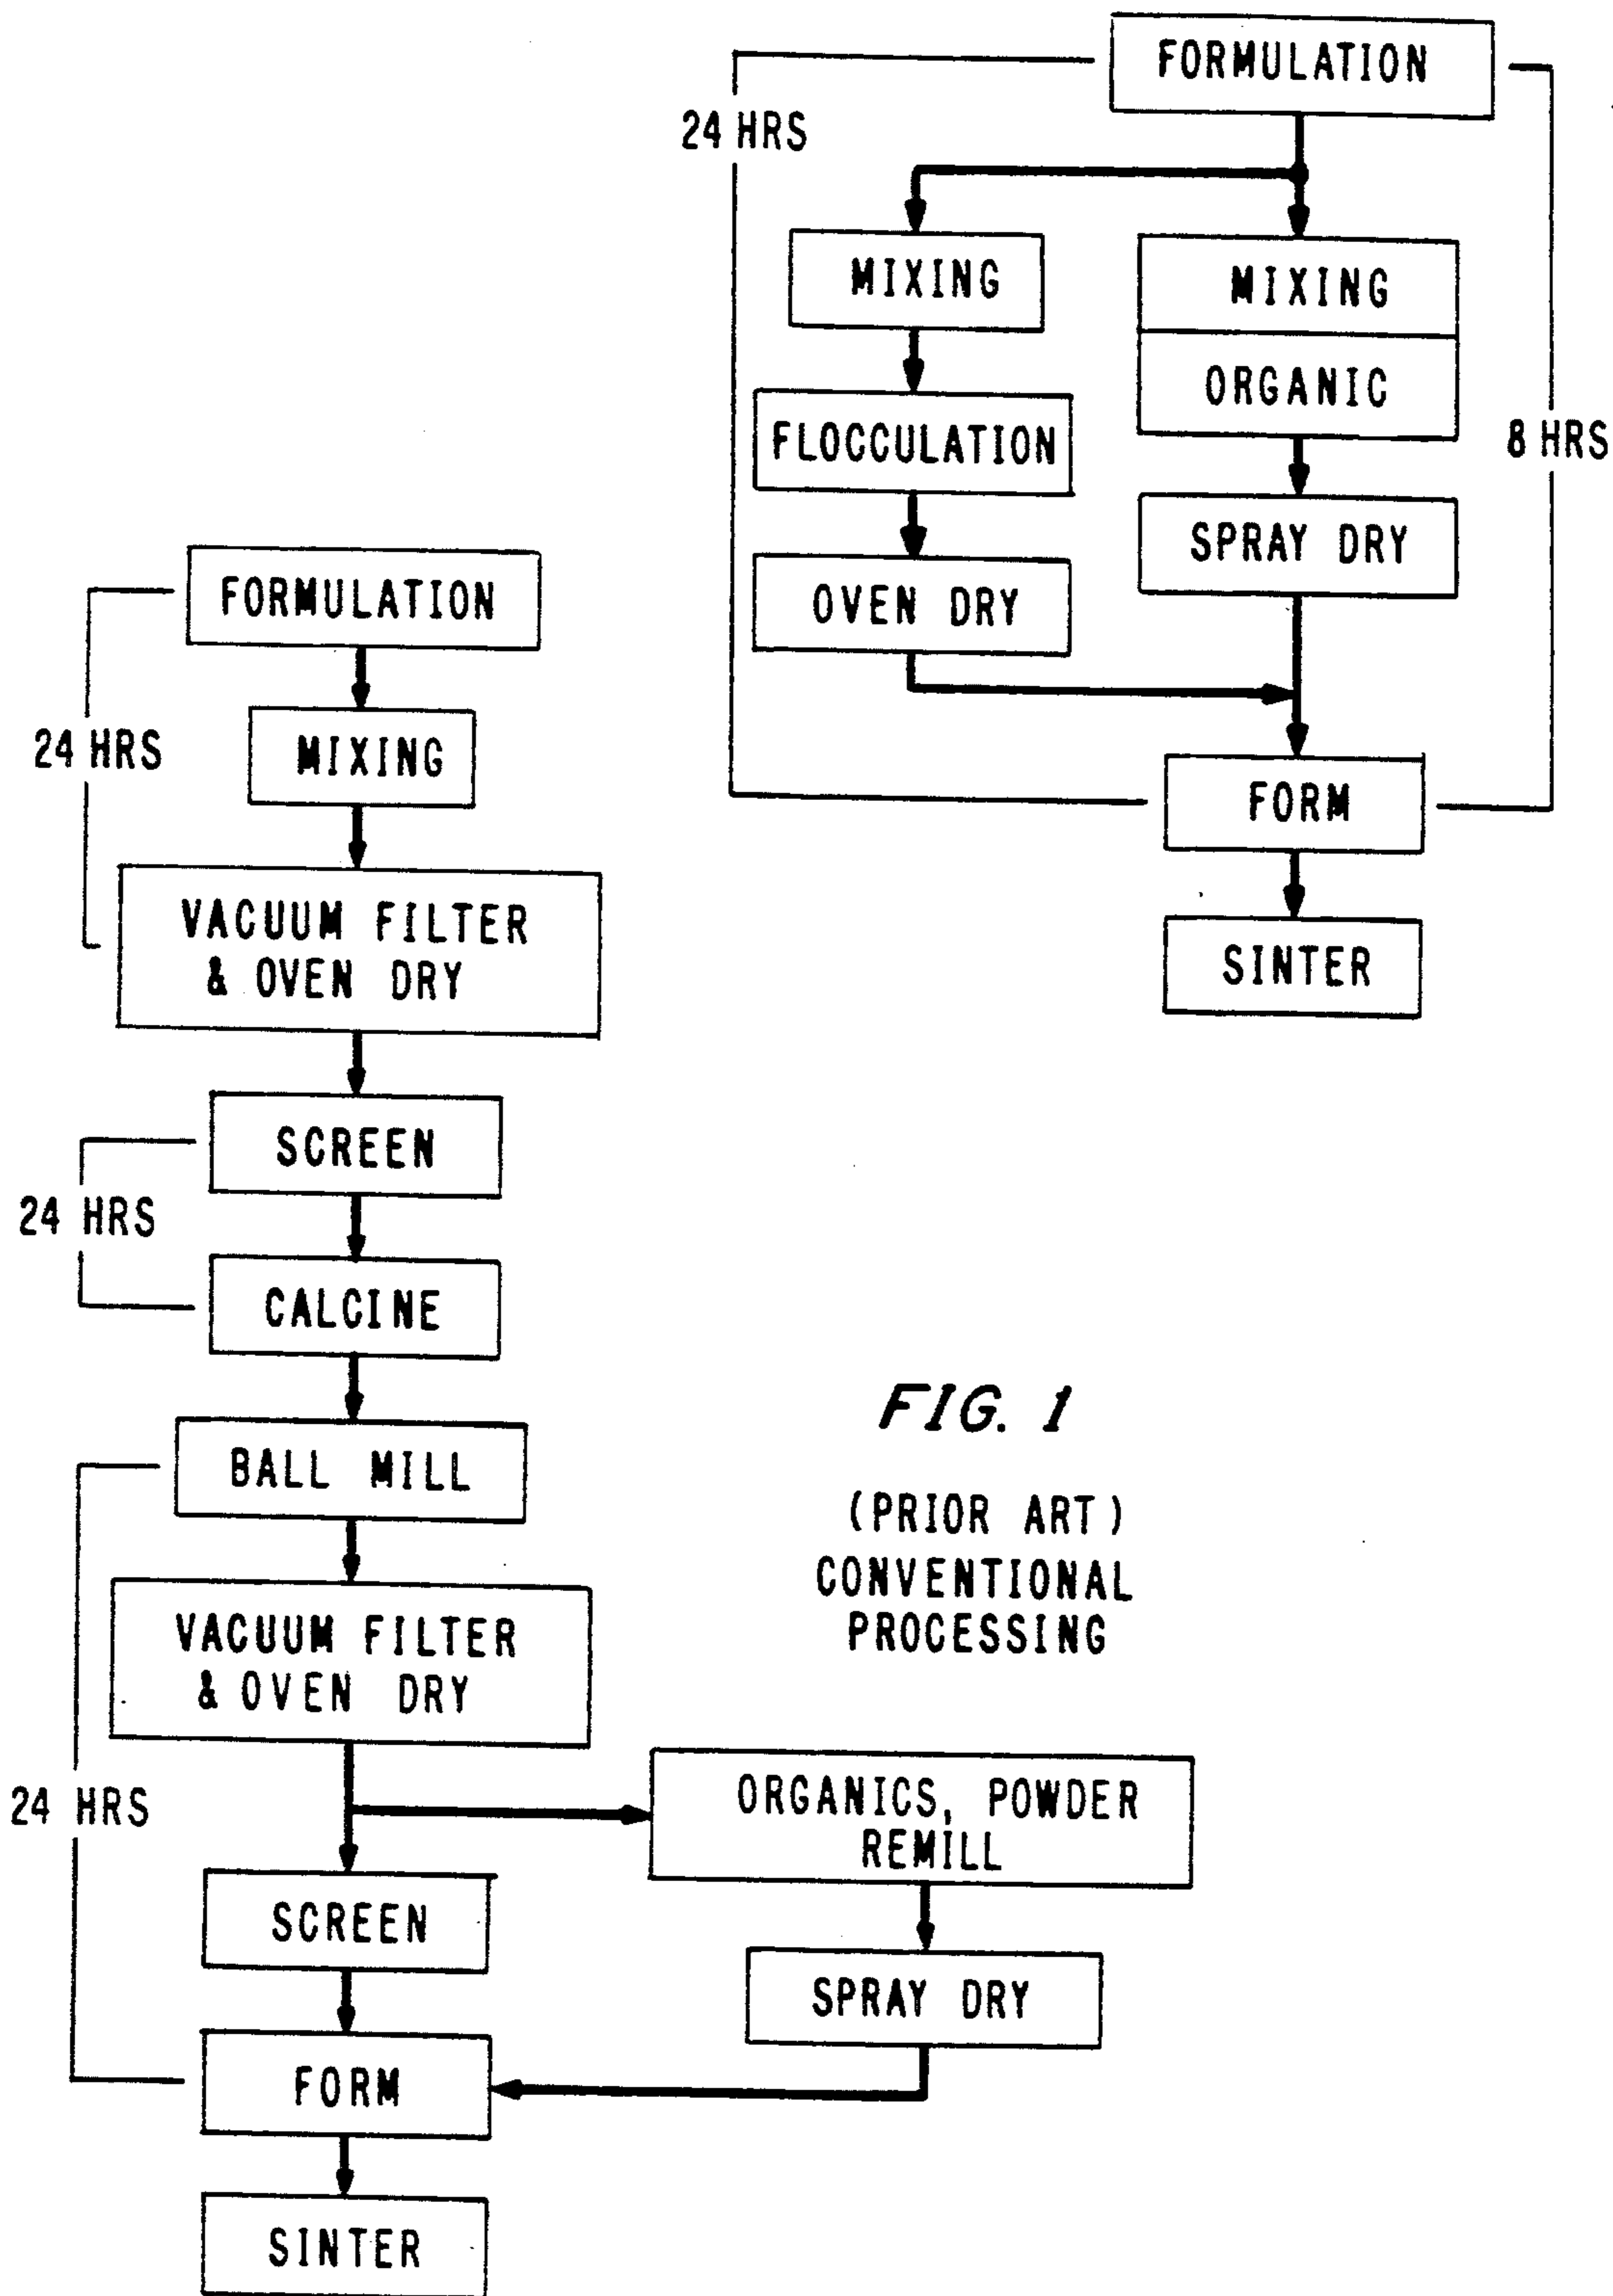 FORMULATION
24 HRS
8 HRS
MIXING
FLOCCULATION
OVEN DRY
MIXING
ORGANIC
SPRAY DRY
FORM
SINTER
FORMULATION
24 HRS
MIXING
VACUUM FILTER
& OVEN DRY
SCREEN
24 HRS
CALCINE
BALL MILL
VACUUM FILTER
& OVEN DRY
24 HRS
ORGANICS, POWDER
REMILL
SCREEN
SPRAY DRY
FORM
SINTER
FIG. 1
(PRIOR ART)
CONVENTIONAL
PROCESSING